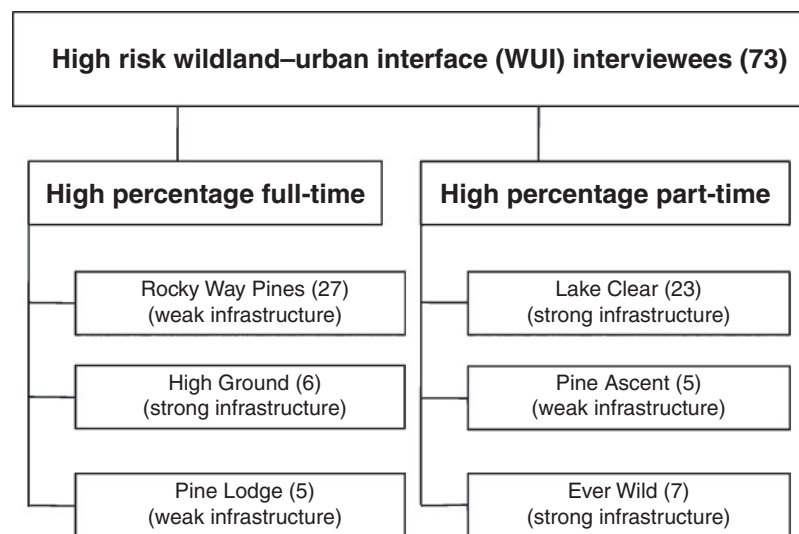 High risk wildland–urban interface (WUI) interviewees (73)
High percentage full-time
Rocky Way Pines (27)
(weak infrastructure)
High Ground (6)
(strong infrastructure)
Pine Lodge (5)
(weak infrastructure)
High percentage part-time
Lake Clear (23)
(strong infrastructure)
Pine Ascent (5)
(weak infrastructure)
Ever Wild (7)
(strong infrastructure)